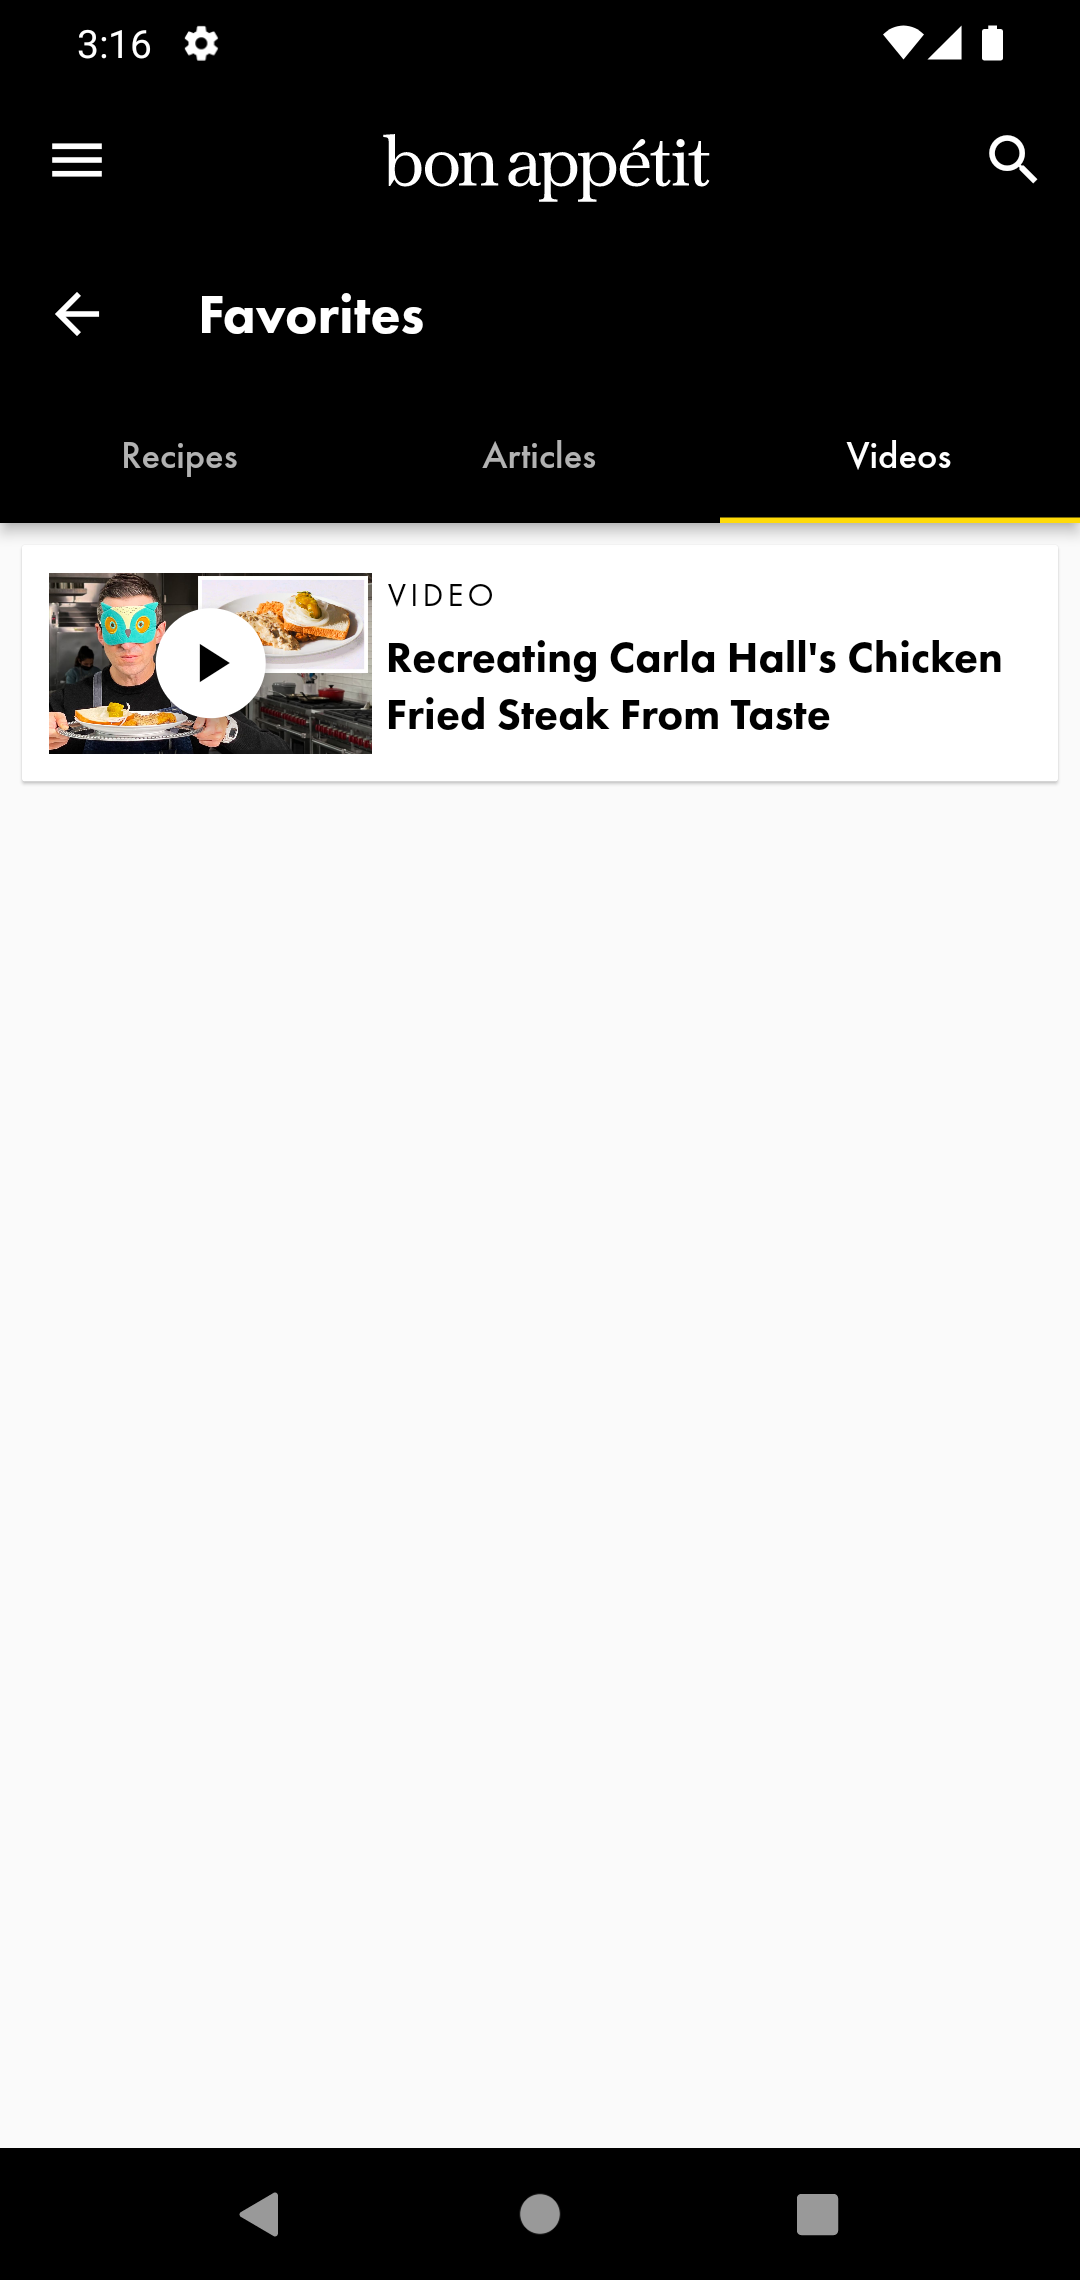 3:16
bon appétit
Favorites
Recipes
Articles
Videos
VIDEO
Recreating Carla Hall's Chicken
Fried Steak From Taste